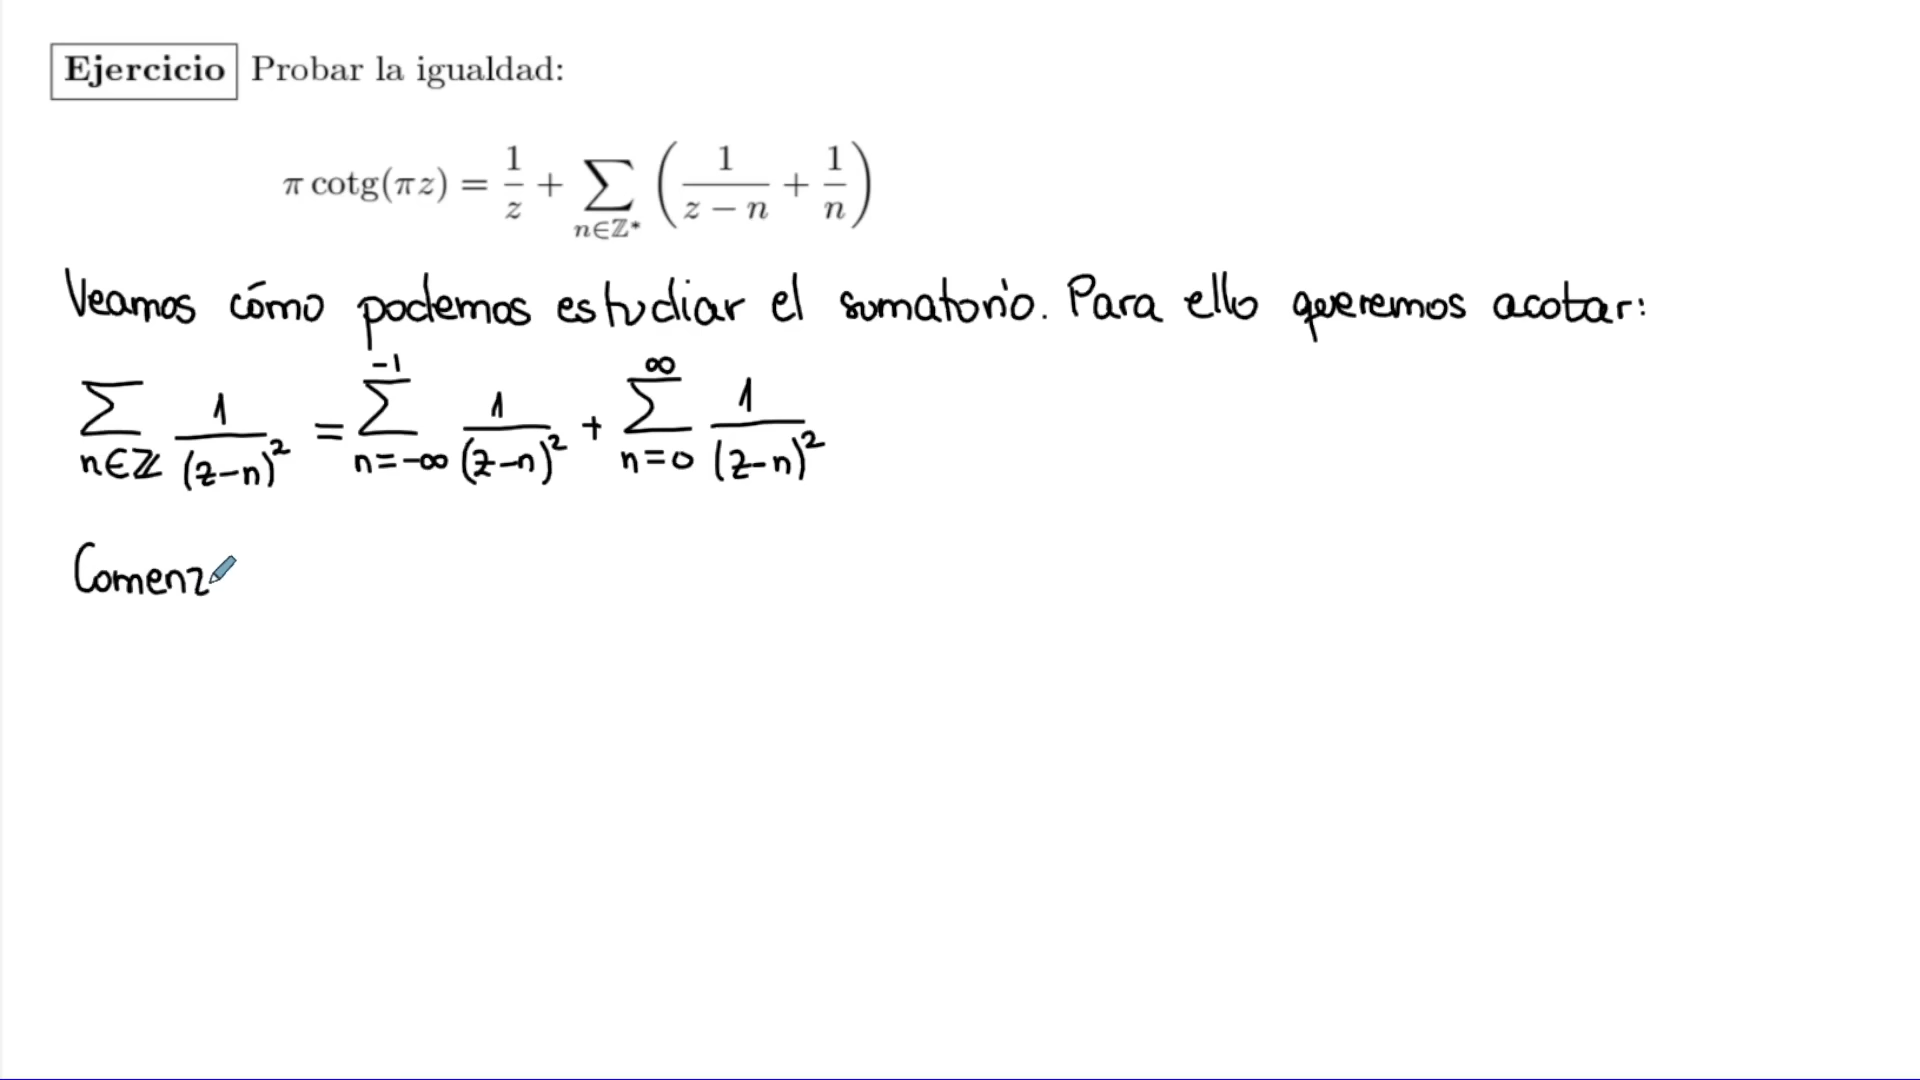 Ejercicio Probar la igualdad:
π cotg(πz) = 1/z + ∑_{n∈ℤ*} (1/(z − n) + 1/n)
Veamos cómo podemos estudiar el sumatorio. Para ello queremos acotar:
∑_{n∈ℤ} 1/(z−n)² = ∑_{n=−∞}^{−1} 1/(z−n)² + ∑_{n=0}^{∞} 1/(z−n)²
Comenz